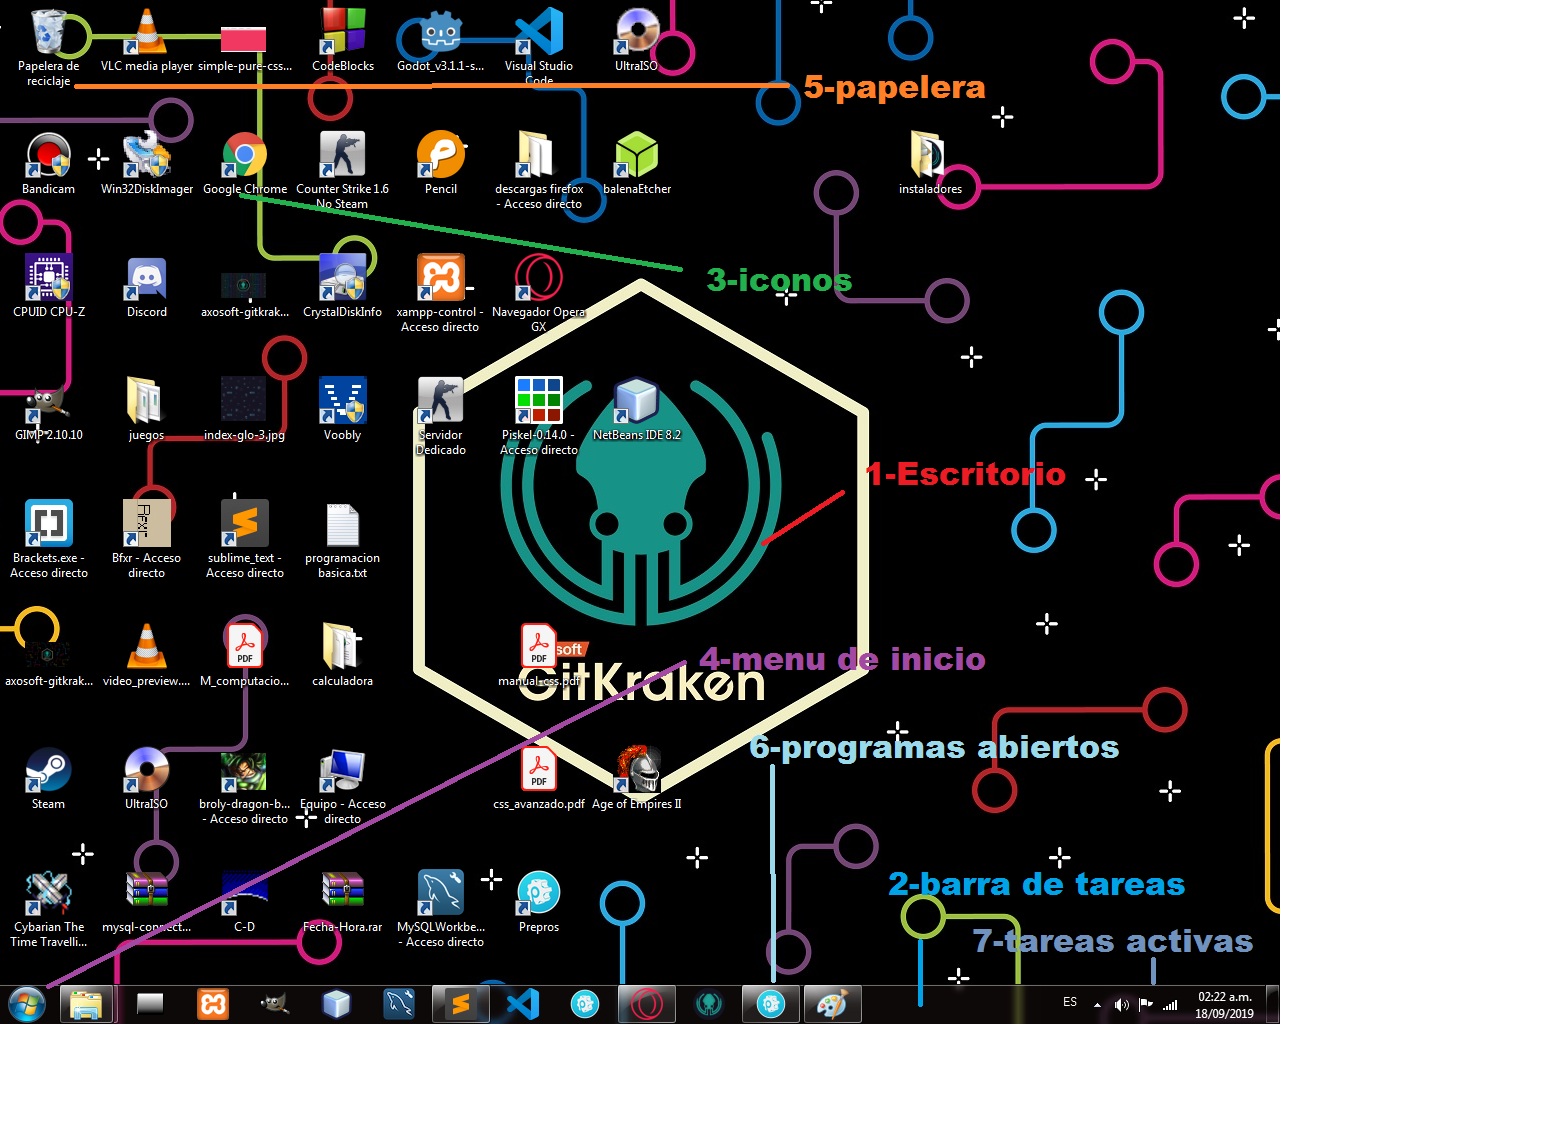 Papelera de
reciclaje
VLC media player
simple-pure-css...
CodeBlocks
Godot_v3.1.1-s...
Visual Studio
Code
UltraISO
5-papelera
Bandicam
Win32DiskImager
Google Chrome
Counter Strike 1.6
No Steam
Pencil
descargas firefox
- Acceso directo
balenaEtcher
instaladores
3-iconos
CPUID CPU-Z
Discord
axosoft-gitkrak...
CrystalDiskInfo
xampp-control -
Acceso directo
Navegador Opera
GX
GIMP 2.10.10
juegos
index-glo-3.jpg
Voobly
Servidor
Dedicado
Piskel-0.14.0 -
Acceso directo
NetBeans IDE 8.2
1-Escritorio
Brackets.exe -
Acceso directo
Bfxr
Bfxr - Acceso
directo
sublime_text -
Acceso directo
programacion
basica.txt
axosoft-gitkrak...
video_preview....
PDF
M_computacio...
calculadora
PDF
manual-css.pdf
soft
GitKraken
4-menu de inicio
6-programas abiertos
Steam
UltraISO
broly-dragon-b...
- Acceso directo
Equipo - Acceso
directo
PDF
css_avanzado.pdf
Age of Empires II
2-barra de tareas
Cybarian The
Time Travelli...
mysql-connect...
C-D
Fecha-Hora.rar
MySQLWorkbe...
- Acceso directo
Prepros
7-tareas activas
ES
02:22 a.m.
18/09/2019